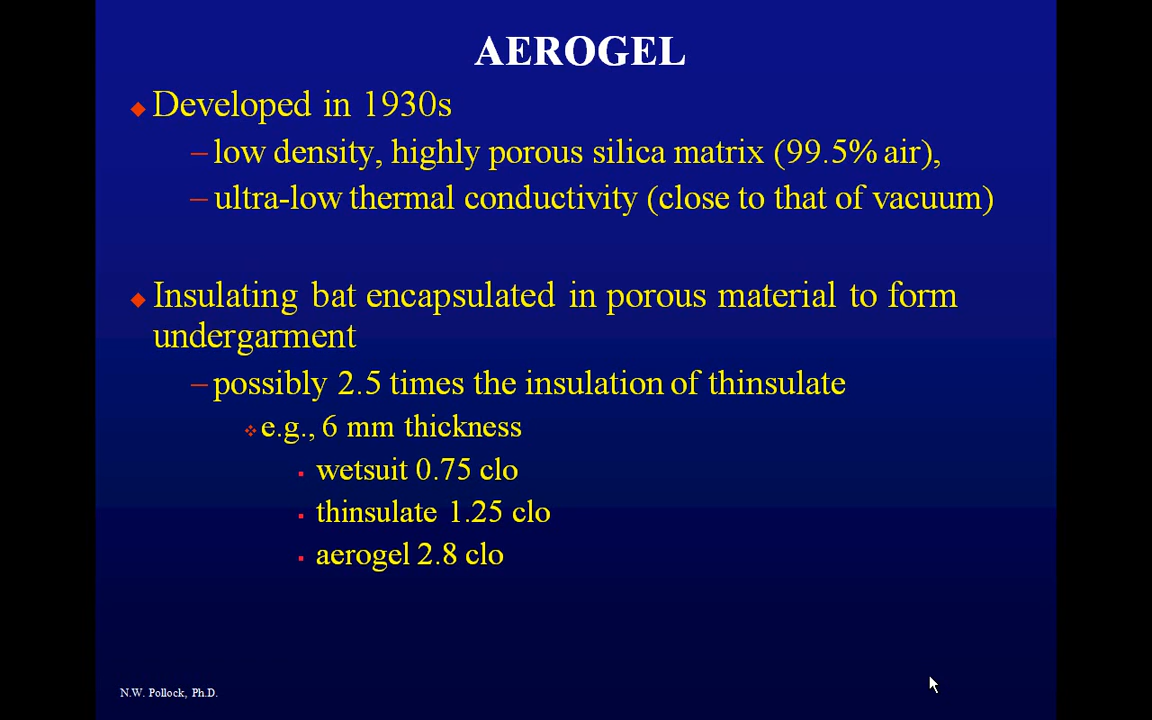 AEROGEL
Developed in 1930s
–low density, highly porous silica matrix (99.5% air),
–ultra-low thermal conductivity (close to that of vacuum)
Insulating bat encapsulated in porous material to form
undergarment
–possibly 2.5 times the insulation of thinsulate
e.g., 6 mm thickness
wetsuit 0.75 clo
thinsulate 1.25 clo
aerogel 2.8 clo
N.W. Pollock, Ph.D.